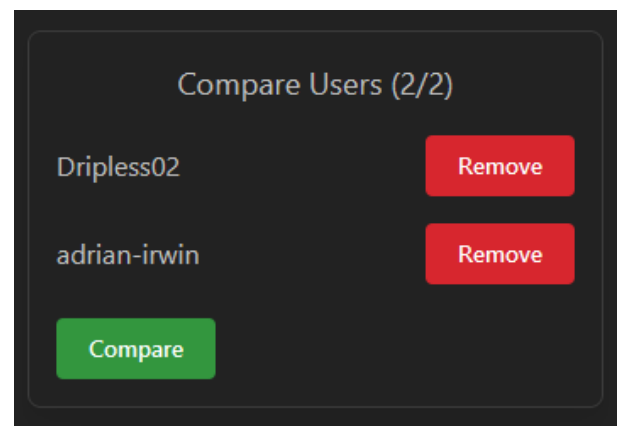 Compare Users (2/2)
Dripless02 Remove
adrian-irwin Remove
Compare